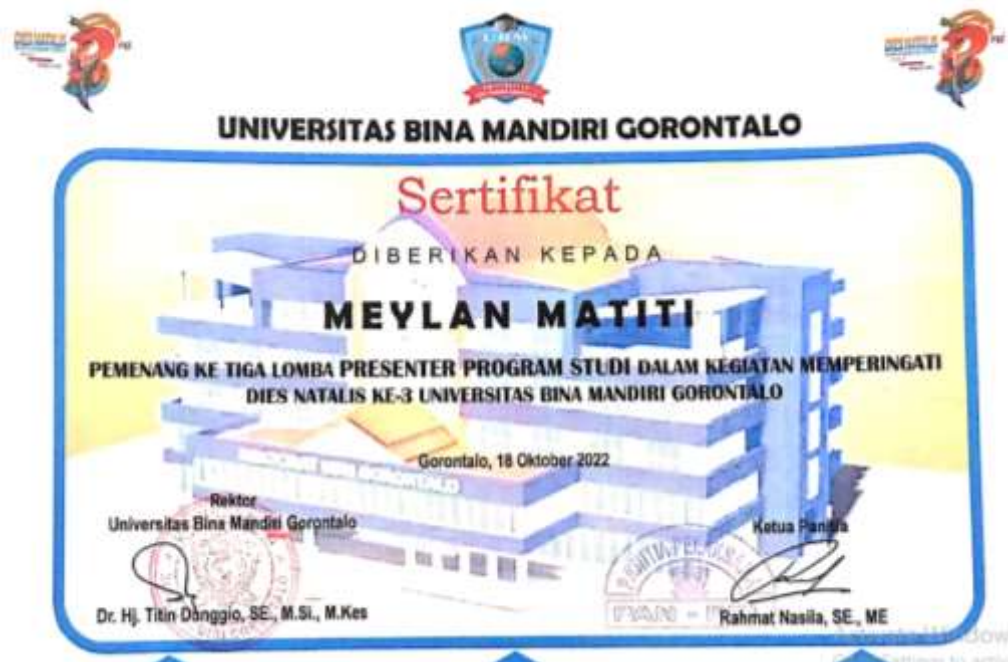 UNIVERSITAS BINA MANDIRI GORONTALO
Sertifikat
DIBERIKAN KEPADA
MEYLAN MATITI
PEMENANG KE TIGA LOMBA PRESENTER PROGRAM STUDI DALAM KEGIATAN MEMPERINGATI
DIES NATALIS KE-3 UNIVERSITAS BINA MANDIRI GORONTALO
Gorontalo, 18 Oktober 2022
Rektor
Universitas Bina Mandiri Gorontalo
Ketua Panitia
Dr. Hj. Titin Dunggio, SE., M.Si., M.Kes
Rahmat Nasila, SE., ME